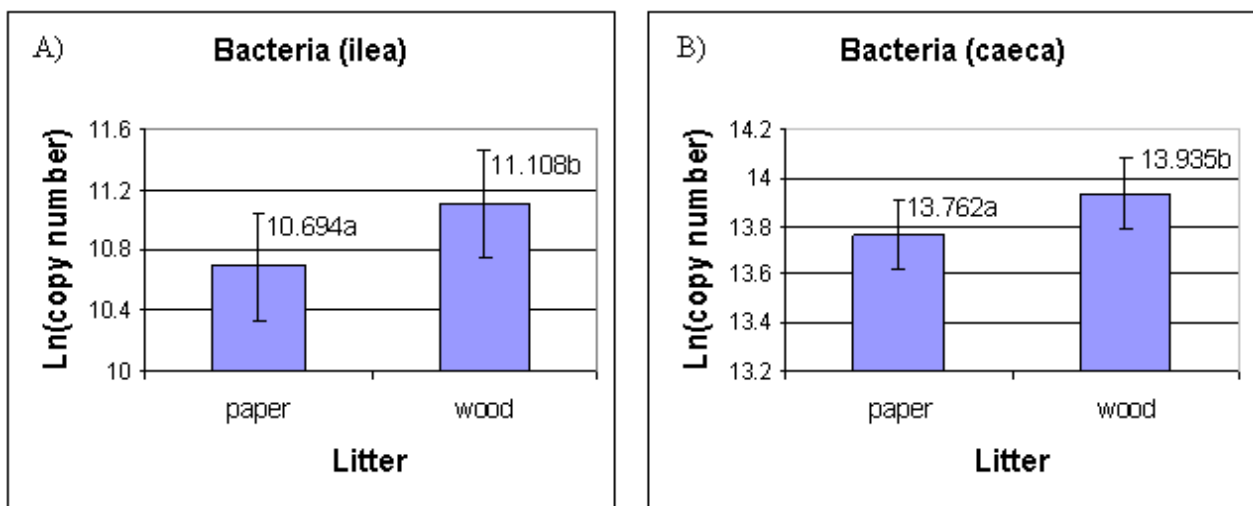 A)
Bacteria (ilea)
Ln(copy number)
11.6
11.2
10.8
10.4
10
10.694a
11.108b
paper
wood
Litter
B)
Bacteria (caeca)
Ln(copy number)
14.2
14
13.8
13.6
13.4
13.2
13.762a
13.935b
paper
wood
Litter